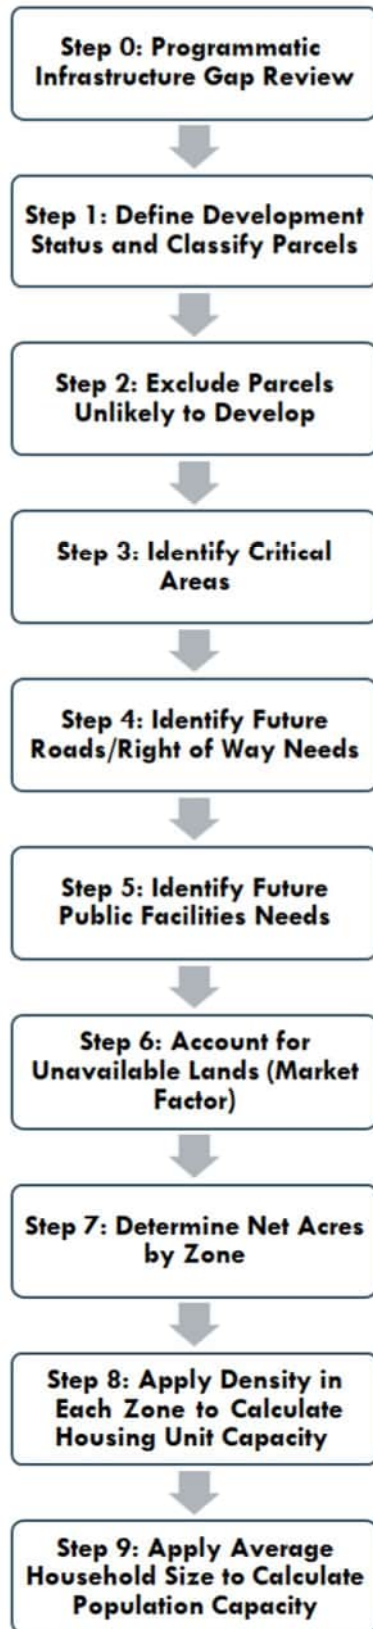 Step 0: Programmatic
Infrastructure Gap Review
Step 1: Define Development
Status and Classify Parcels
Step 2: Exclude Parcels
Unlikely to Develop
Step 3: Identify Critical
Areas
Step 4: Identify Future
Roads/Right of Way Needs
Step 5: Identify Future
Public Facilities Needs
Step 6: Account for
Unavailable Lands (Market
Factor)
Step 7: Determine Net Acres
by Zone
Step 8: Apply Density in
Each Zone to Calculate
Housing Unit Capacity
Step 9: Apply Average
Household Size to Calculate
Population Capacity